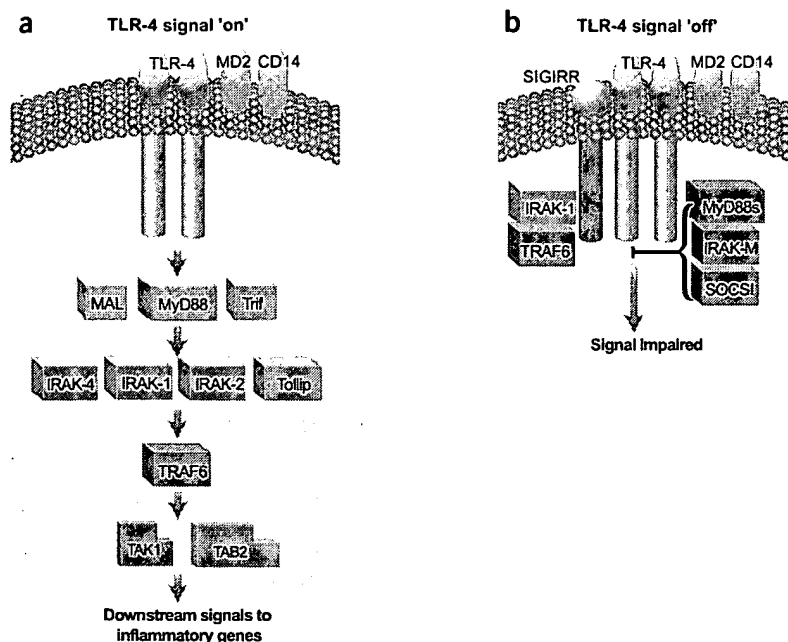 a
TLR-4 signal 'on'
TLR-4 MD2 CD14
MAL MyD88 Trif
IRAK-4 IRAK-1 IRAK-2 Tollip
TRAF6
TAK1 TAB2
Downstream signals to
inflammatory genes
b
TLR-4 signal 'off'
SIGIRR TLR-4 MD2 CD14
IRAK-1 MyD88s
TRAF6 IRAK-M
SOCSI
Signal Impaired